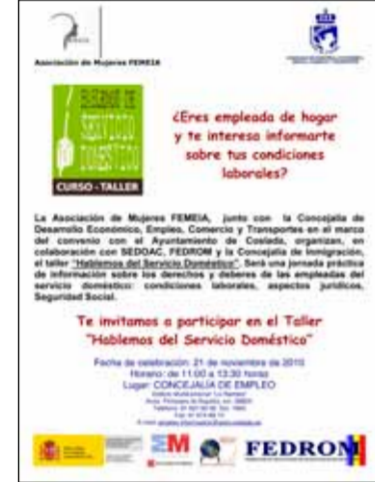 Asociación de Mujeres FEMEIA
SERVICIO
DOMÉSTICO
CURSO - TALLER
¿Eres empleada de hogar
y te interesa informarte
sobre tus condiciones
laborales?
La Asociación de Mujeres FEMEIA, junto con la Concejalía de
Desarrollo Económico, Empleo, Comercio y Transportes en el marco
del convenio con el Ayuntamiento de Coslada, organizan, en
colaboración con SEDOAC, FEDROM y la Concejalía de Inmigración,
el taller "Hablemos del Servicio Doméstico". Será una jornada práctica
de información sobre los derechos y deberes de las empleadas del
servicio doméstico: condiciones laborales, aspectos jurídicos,
Seguridad Social.
Te invitamos a participar en el Taller
"Hablemos del Servicio Doméstico"
Fecha de celebración: 21 de noviembre de 2010
Horario: de 11:00 a 13:30 horas
Lugar: CONCEJALÍA DE EMPLEO
FEDROM